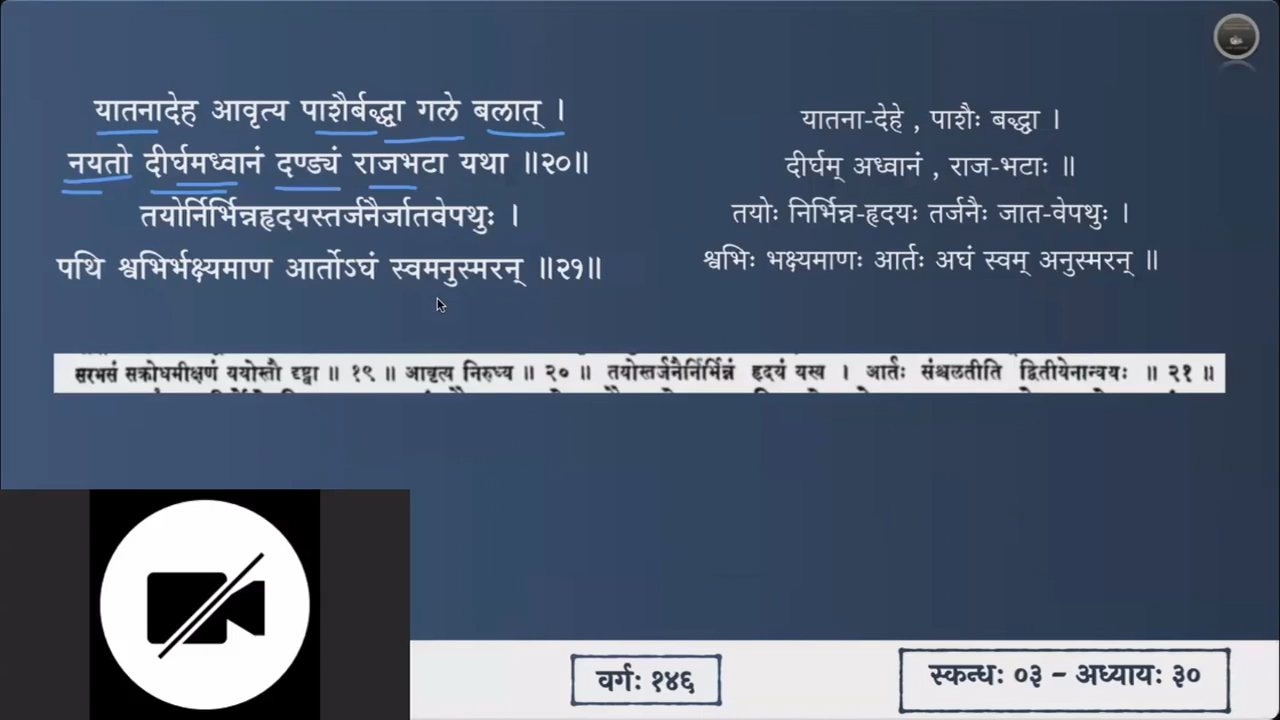 यातनादेह आवृत्य पाशैर्बद्ध्वा गले बलात् ।
नयतो दीर्घमध्वानं दण्ड्यं राजभटा यथा ॥२०॥
तयोर्निर्भिन्नहृदयस्तर्जनैर्जातवेपथुः ।
पथि श्वभिर्भक्ष्यमाण आर्तोऽघं स्वमनुस्मरन् ॥२१॥
यातना-देहे , पाशैः बद्ध्वा ।
दीर्घम् अध्वानं , राज-भटाः ॥
तयोः निर्भिन्न-हृदयः तर्जनैः जात-वेपथुः ।
श्वभिः भक्ष्यमाणः आर्तः अघं स्वम् अनुस्मरन् ॥
सरभसं सक्रोधमीक्षणं ययोस्तौ दृष्ट्वा ॥ १९ ॥ आवृत्य निरुध्य ॥ २० ॥ तयोस्तर्जनैर्निर्भिन्नं हृदयं यस्य । आर्तः संश्चलतीति द्वितीयेनान्वयः ॥ २१ ॥
वर्गः १४६
स्कन्धः ०३ - अध्यायः ३०